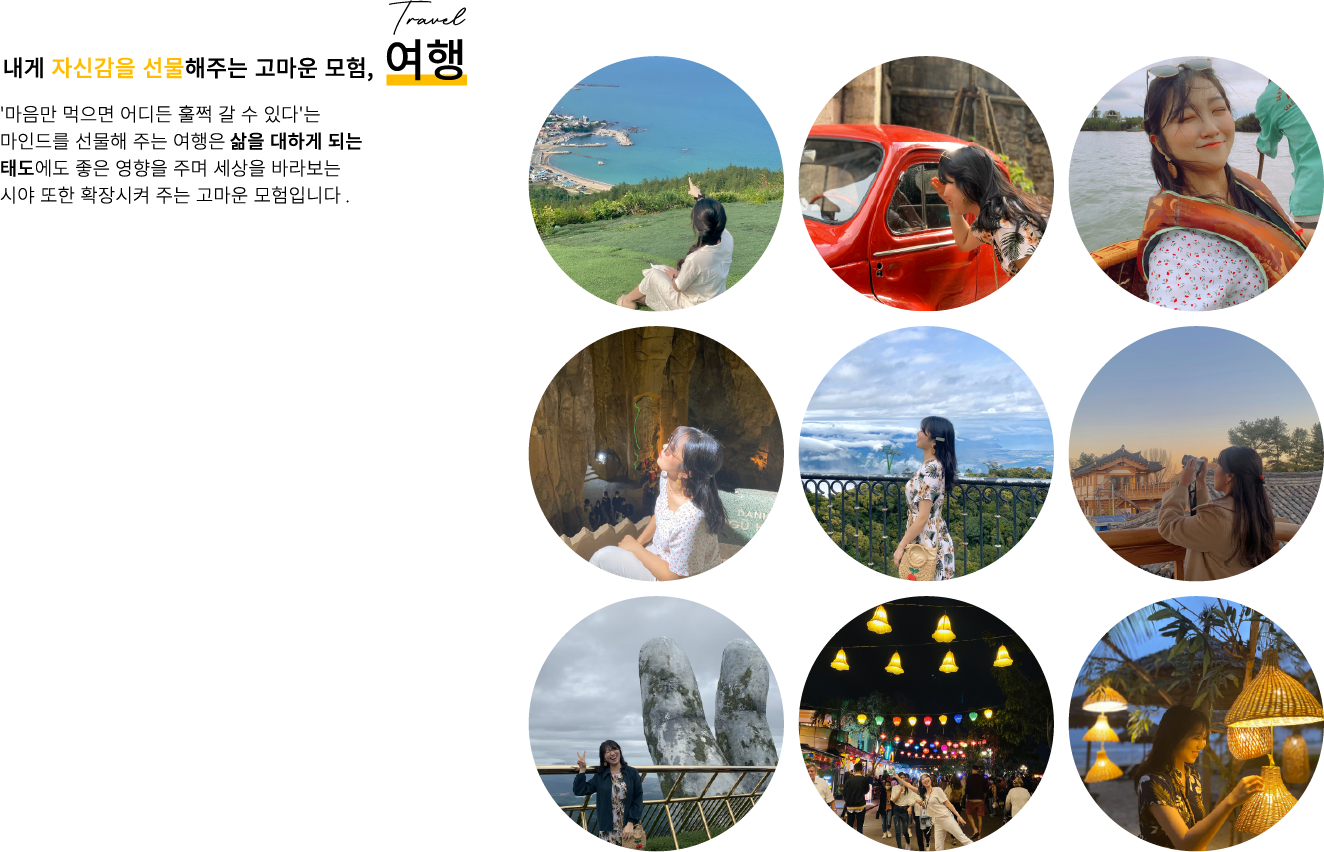 Travel
내게 자신감을 선물해주는 고마운 모험, 여행
'마음만 먹으면 어디든 훌쩍 갈 수 있다'는
마인드를 선물해 주는 여행은 삶을 대하게 되는
태도에도 좋은 영향을 주며 세상을 바라보는
시야 또한 확장시켜 주는 고마운 모험입니다 .